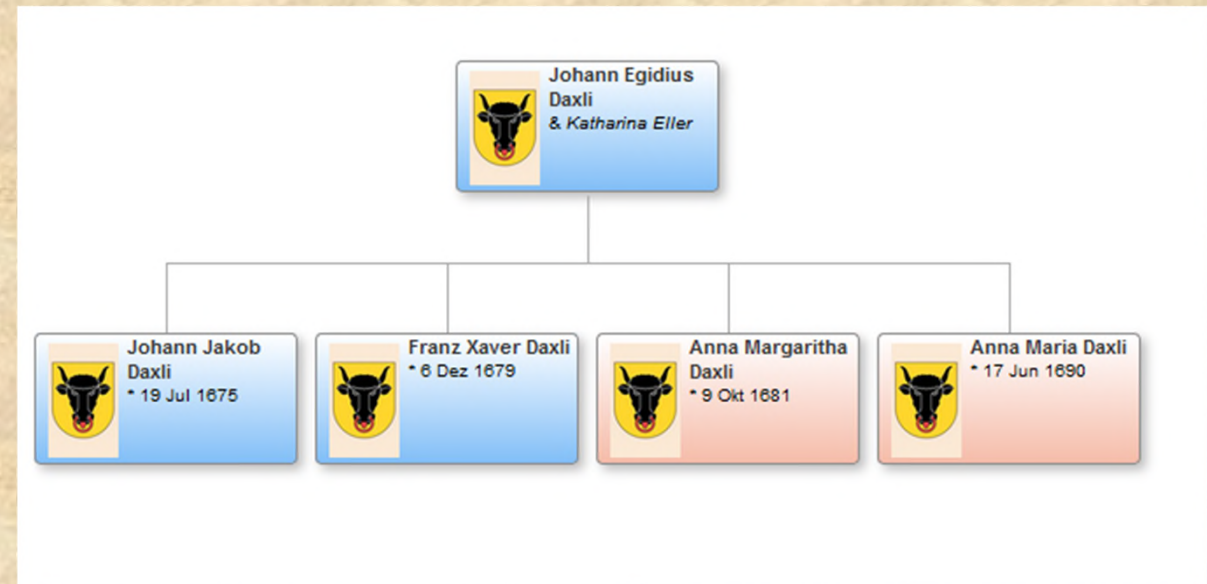 Johann Egidius
Daxli
& Katharina Eller
Johann Jakob
Daxli
* 19 Jul 1675
Franz Xaver Daxli
* 6 Dez 1679
Anna Margaritha
Daxli
* 9 Okt 1681
Anna Maria Daxli
* 17 Jun 1690